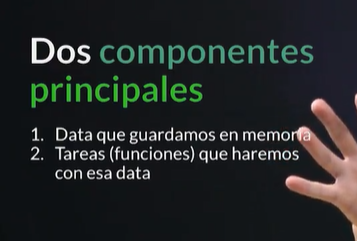 Dos componentes
principales
1. Data que guardamos en memoria
2. Tareas (funciones) que haremos
con esa data